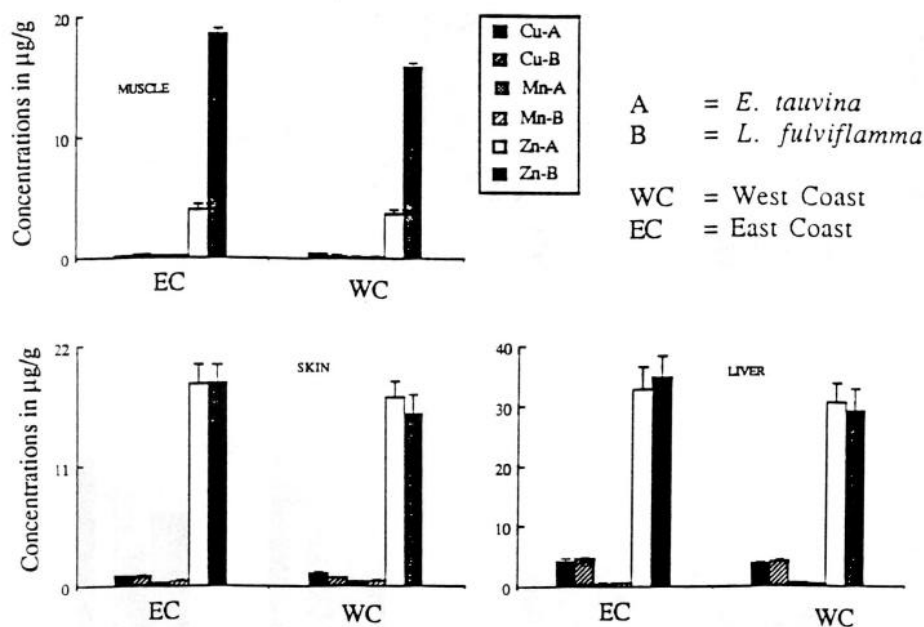 Concentrations in µg/g
20
10
0
MUSCLE
EC
WC
Cu-A
Cu-B
Mn-A
Mn-B
Zn-A
Zn-B
A = E. tauvina
B = L. fulviflamma
WC = West Coast
EC = East Coast
Concentrations in µg/g
22
11
0
SKIN
EC
WC
40
30
20
10
0
LIVER
EC
WC